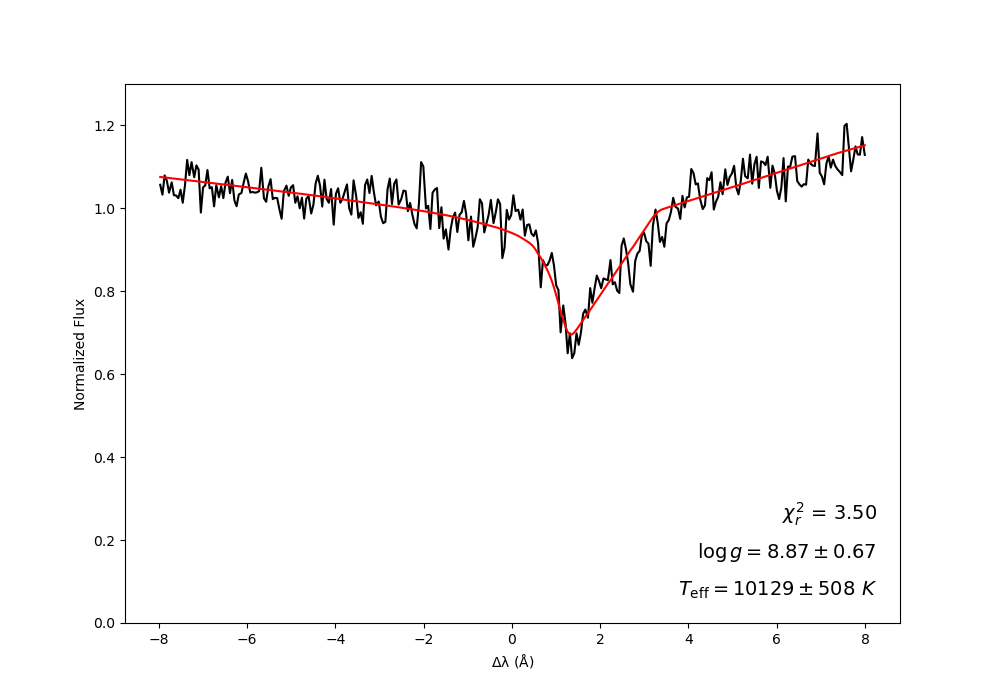 1.2
1.0
0.8
0.6
0.4
0.2
0.0
Normalized Flux
χ²ᵣ = 3.50
log g = 8.87 ± 0.67
T_eff = 10129 ± 508 K
−8 −6 −4 −2 0 2 4 6 8
Δλ (Å)